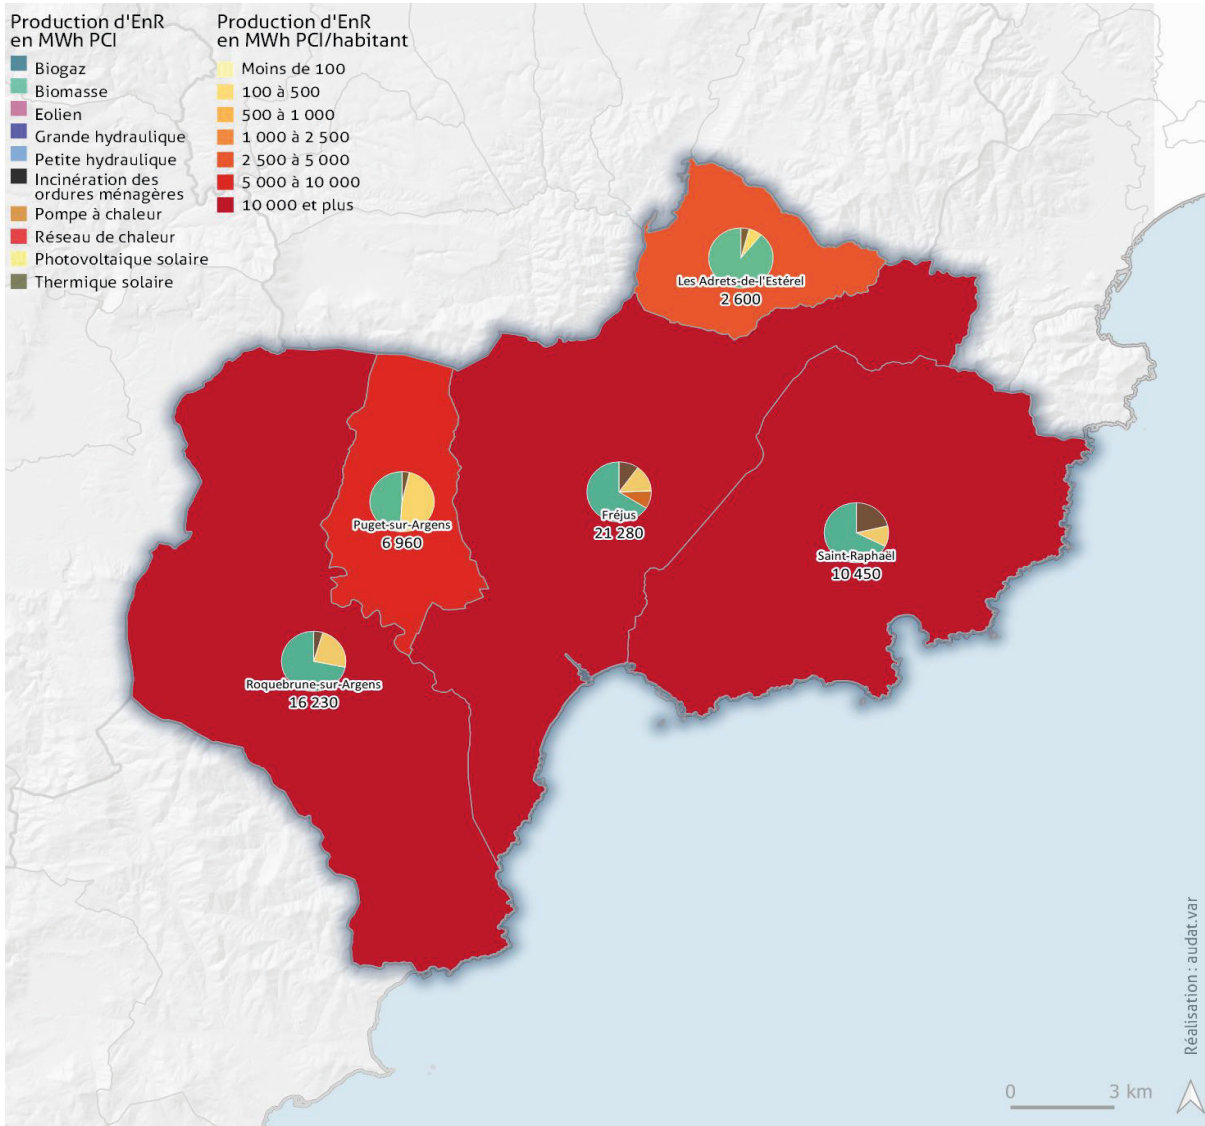 Production d'EnR
en MWh PCI
Biogaz
Biomasse
Eolien
Grande hydraulique
Petite hydraulique
Incinération des
ordures ménagères
Pompe à chaleur
Réseau de chaleur
Photovoltaique solaire
Thermique solaire
Production d'EnR
en MWh PCI/habitant
Moins de 100
100 à 500
500 à 1 000
1 000 à 2 500
2 500 à 5 000
5 000 à 10 000
10 000 et plus
Les Adrets-de-l'Estérel
2 600
Puget-sur-Argens
6 960
Fréjus
21 280
Saint-Raphaël
10 450
Roquebrune-sur-Argens
16 230
Réalisation : audat.var
0 3 km